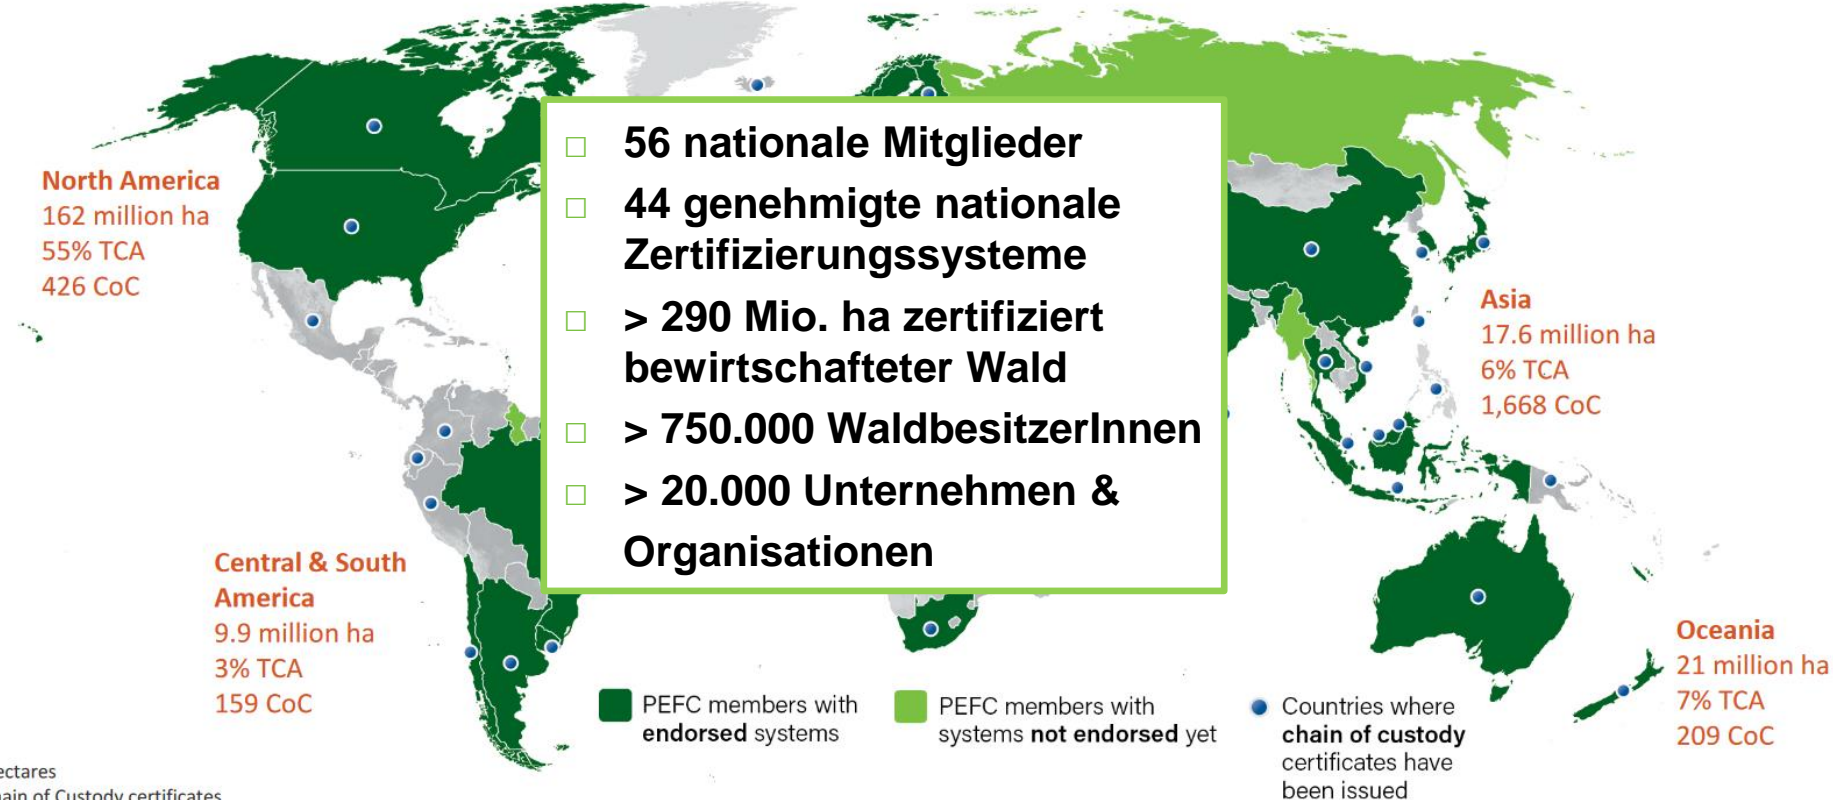 North America
162 million ha
55% TCA
426 CoC
56 nationale Mitglieder
44 genehmigte nationale
Zertifizierungssysteme
> 290 Mio. ha zertifiziert
bewirtschafteter Wald
> 750.000 WaldbesitzerInnen
> 20.000 Unternehmen &
Organisationen
Asia
17.6 million ha
6% TCA
1,668 CoC
Central & South
America
9.9 million ha
3% TCA
159 CoC
Oceania
21 million ha
7% TCA
209 CoC
PEFC members with
endorsed systems
PEFC members with
systems not endorsed yet
Countries where
chain of custody
certificates have
been issued
of Custody certificates